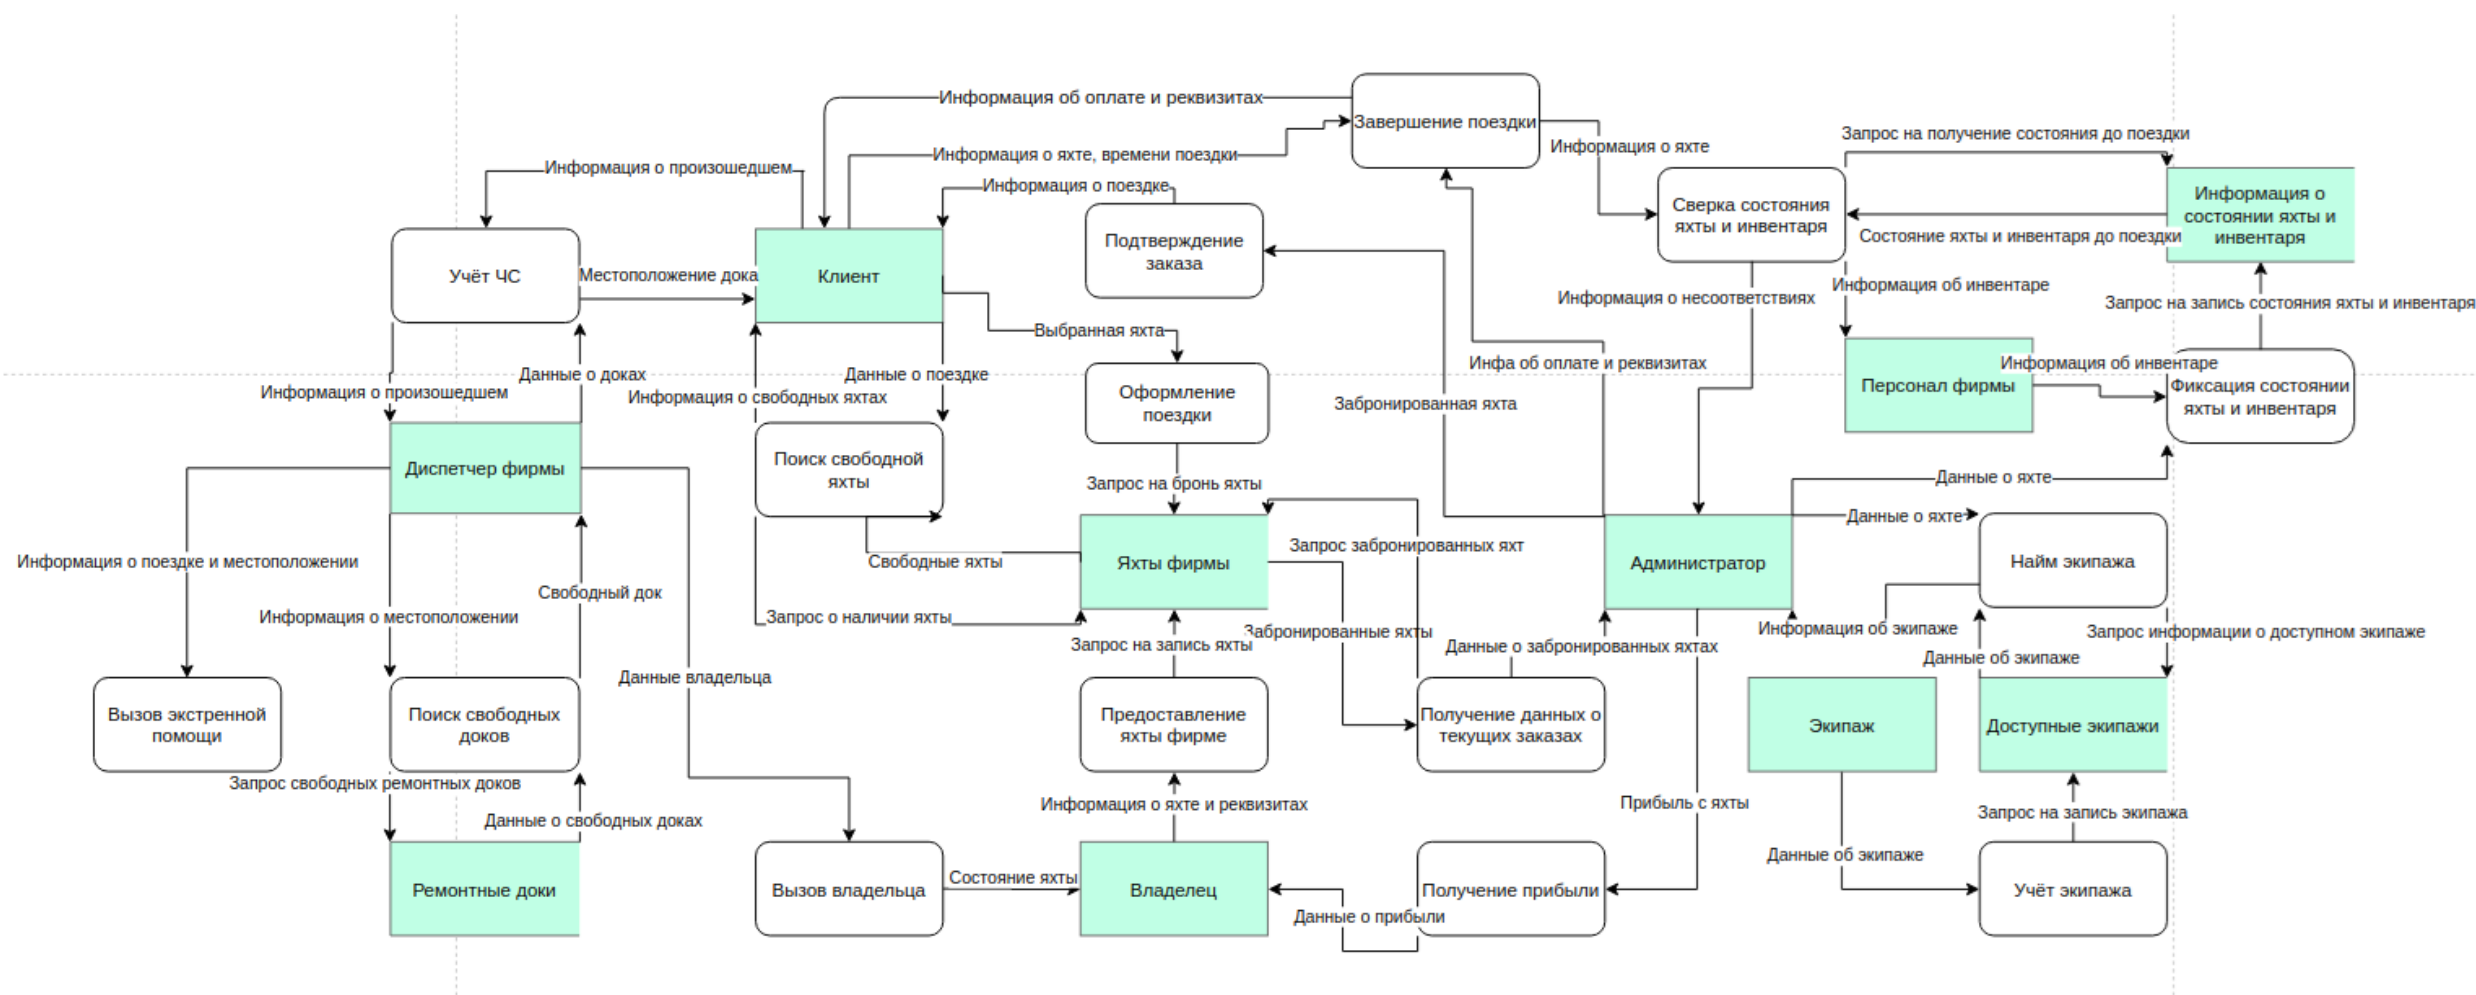 Информация об оплате и реквизитах
Завершение поездки
Запрос на получение состояния до поездки
Информация о яхте
Информация о яхте, времени поездки
Информация о произошедшем
Информация о поездке
Сверка состояния
яхты и инвентаря
Информация о
состоянии яхты и
инвентаря
Подтверждение
заказа
Состояние яхты и инвентаря до поездки
Учёт ЧС
Местоположение дока
Клиент
Информация об инвентаре
Информация о несоответствиях
Запрос на запись состояния яхты и инвентаря
Выбранная яхта
Инфа об оплате и реквизитах
Информация об инвентаре
Данные о доках
Данные о поездке
Персонал фирмы
Фиксация состоянии
яхты и инвентаря
Информация о произошедшем
Информация о свободных яхтах
Оформление
поездки
Забронированная яхта
Диспетчер фирмы
Поиск свободной
яхты
Запрос на бронь яхты
Данные о яхте
Данные о яхте
Запрос забронированных яхт
Информация о поездке и местоположении
Свободные яхты
Яхты фирмы
Администратор
Найм экипажа
Свободный док
Информация о местоположении
Запрос о наличии яхты
Забронированные яхты
Информация об экипаже
Запрос информации о доступном экипаже
Запрос на запись яхты
Данные о забронированных яхтах
Данные об экипаже
Данные владельца
Вызов экстренной
помощи
Поиск свободных
доков
Предоставление
яхты фирме
Получение данных о
текущих заказах
Экипаж
Доступные экипажи
Запрос свободных ремонтных доков
Информация о яхте и реквизитах
Прибыль с яхты
Запрос на запись экипажа
Данные о свободных доках
Данные об экипаже
Состояние яхты
Ремонтные доки
Вызов владельца
Владелец
Получение прибыли
Учёт экипажа
Данные о прибыли